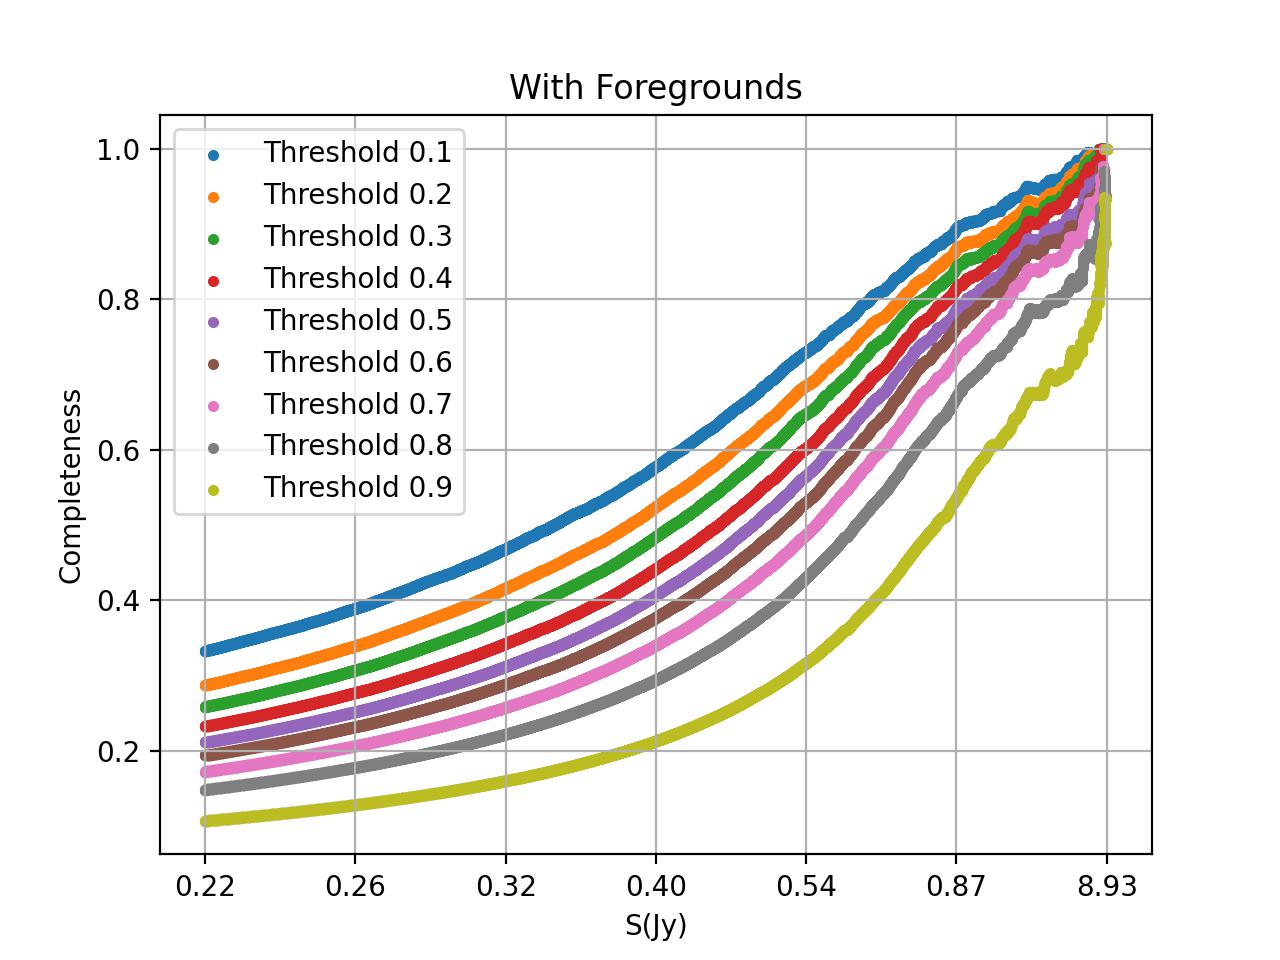 With Foregrounds
1.0
0.8
0.6
0.4
0.2
Completeness
Threshold 0.1
Threshold 0.2
Threshold 0.3
Threshold 0.4
Threshold 0.5
Threshold 0.6
Threshold 0.7
Threshold 0.8
Threshold 0.9
0.22 0.26 0.32 0.40 0.54 0.87 8.93
S(Jy)